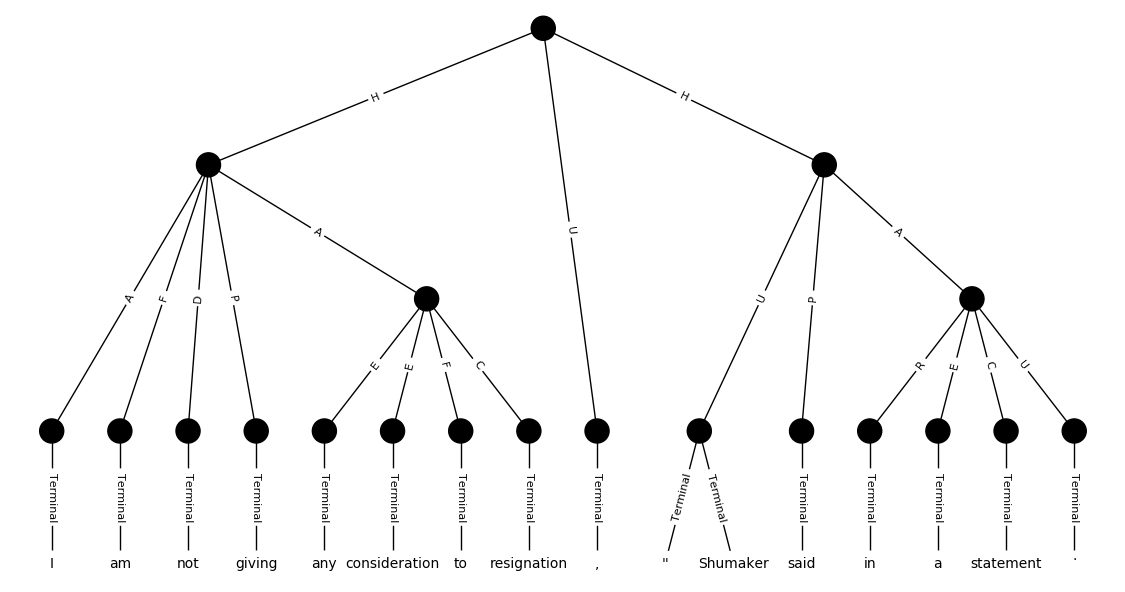 H H
U
A
A F D P U P A
E E F C R E C U
Terminal Terminal Terminal Terminal Terminal Terminal Terminal Terminal Terminal Terminal Terminal Terminal Terminal Terminal Terminal Terminal
I am not giving any consideration to resignation , " Shumaker said in a statement .